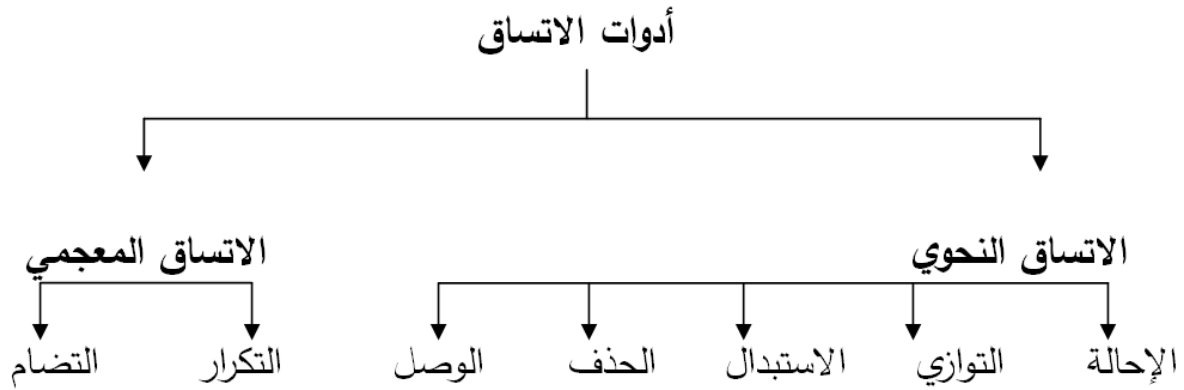 أدوات الاتساق
الاتساق النحوي الاتساق المعجمي
الإحالة التوازي الاستبدال الحذف الوصل التكرار التضام